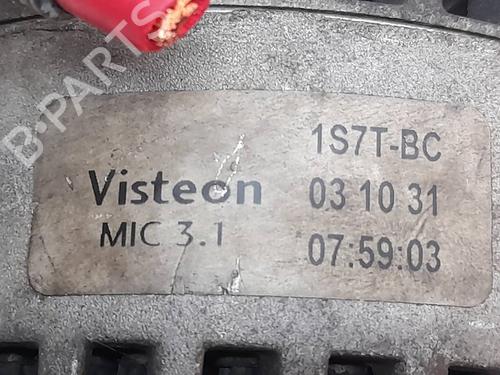 B-PARTS
1S7T-BC
Visteon 03 10 31
MIC 3.1 07:59:03